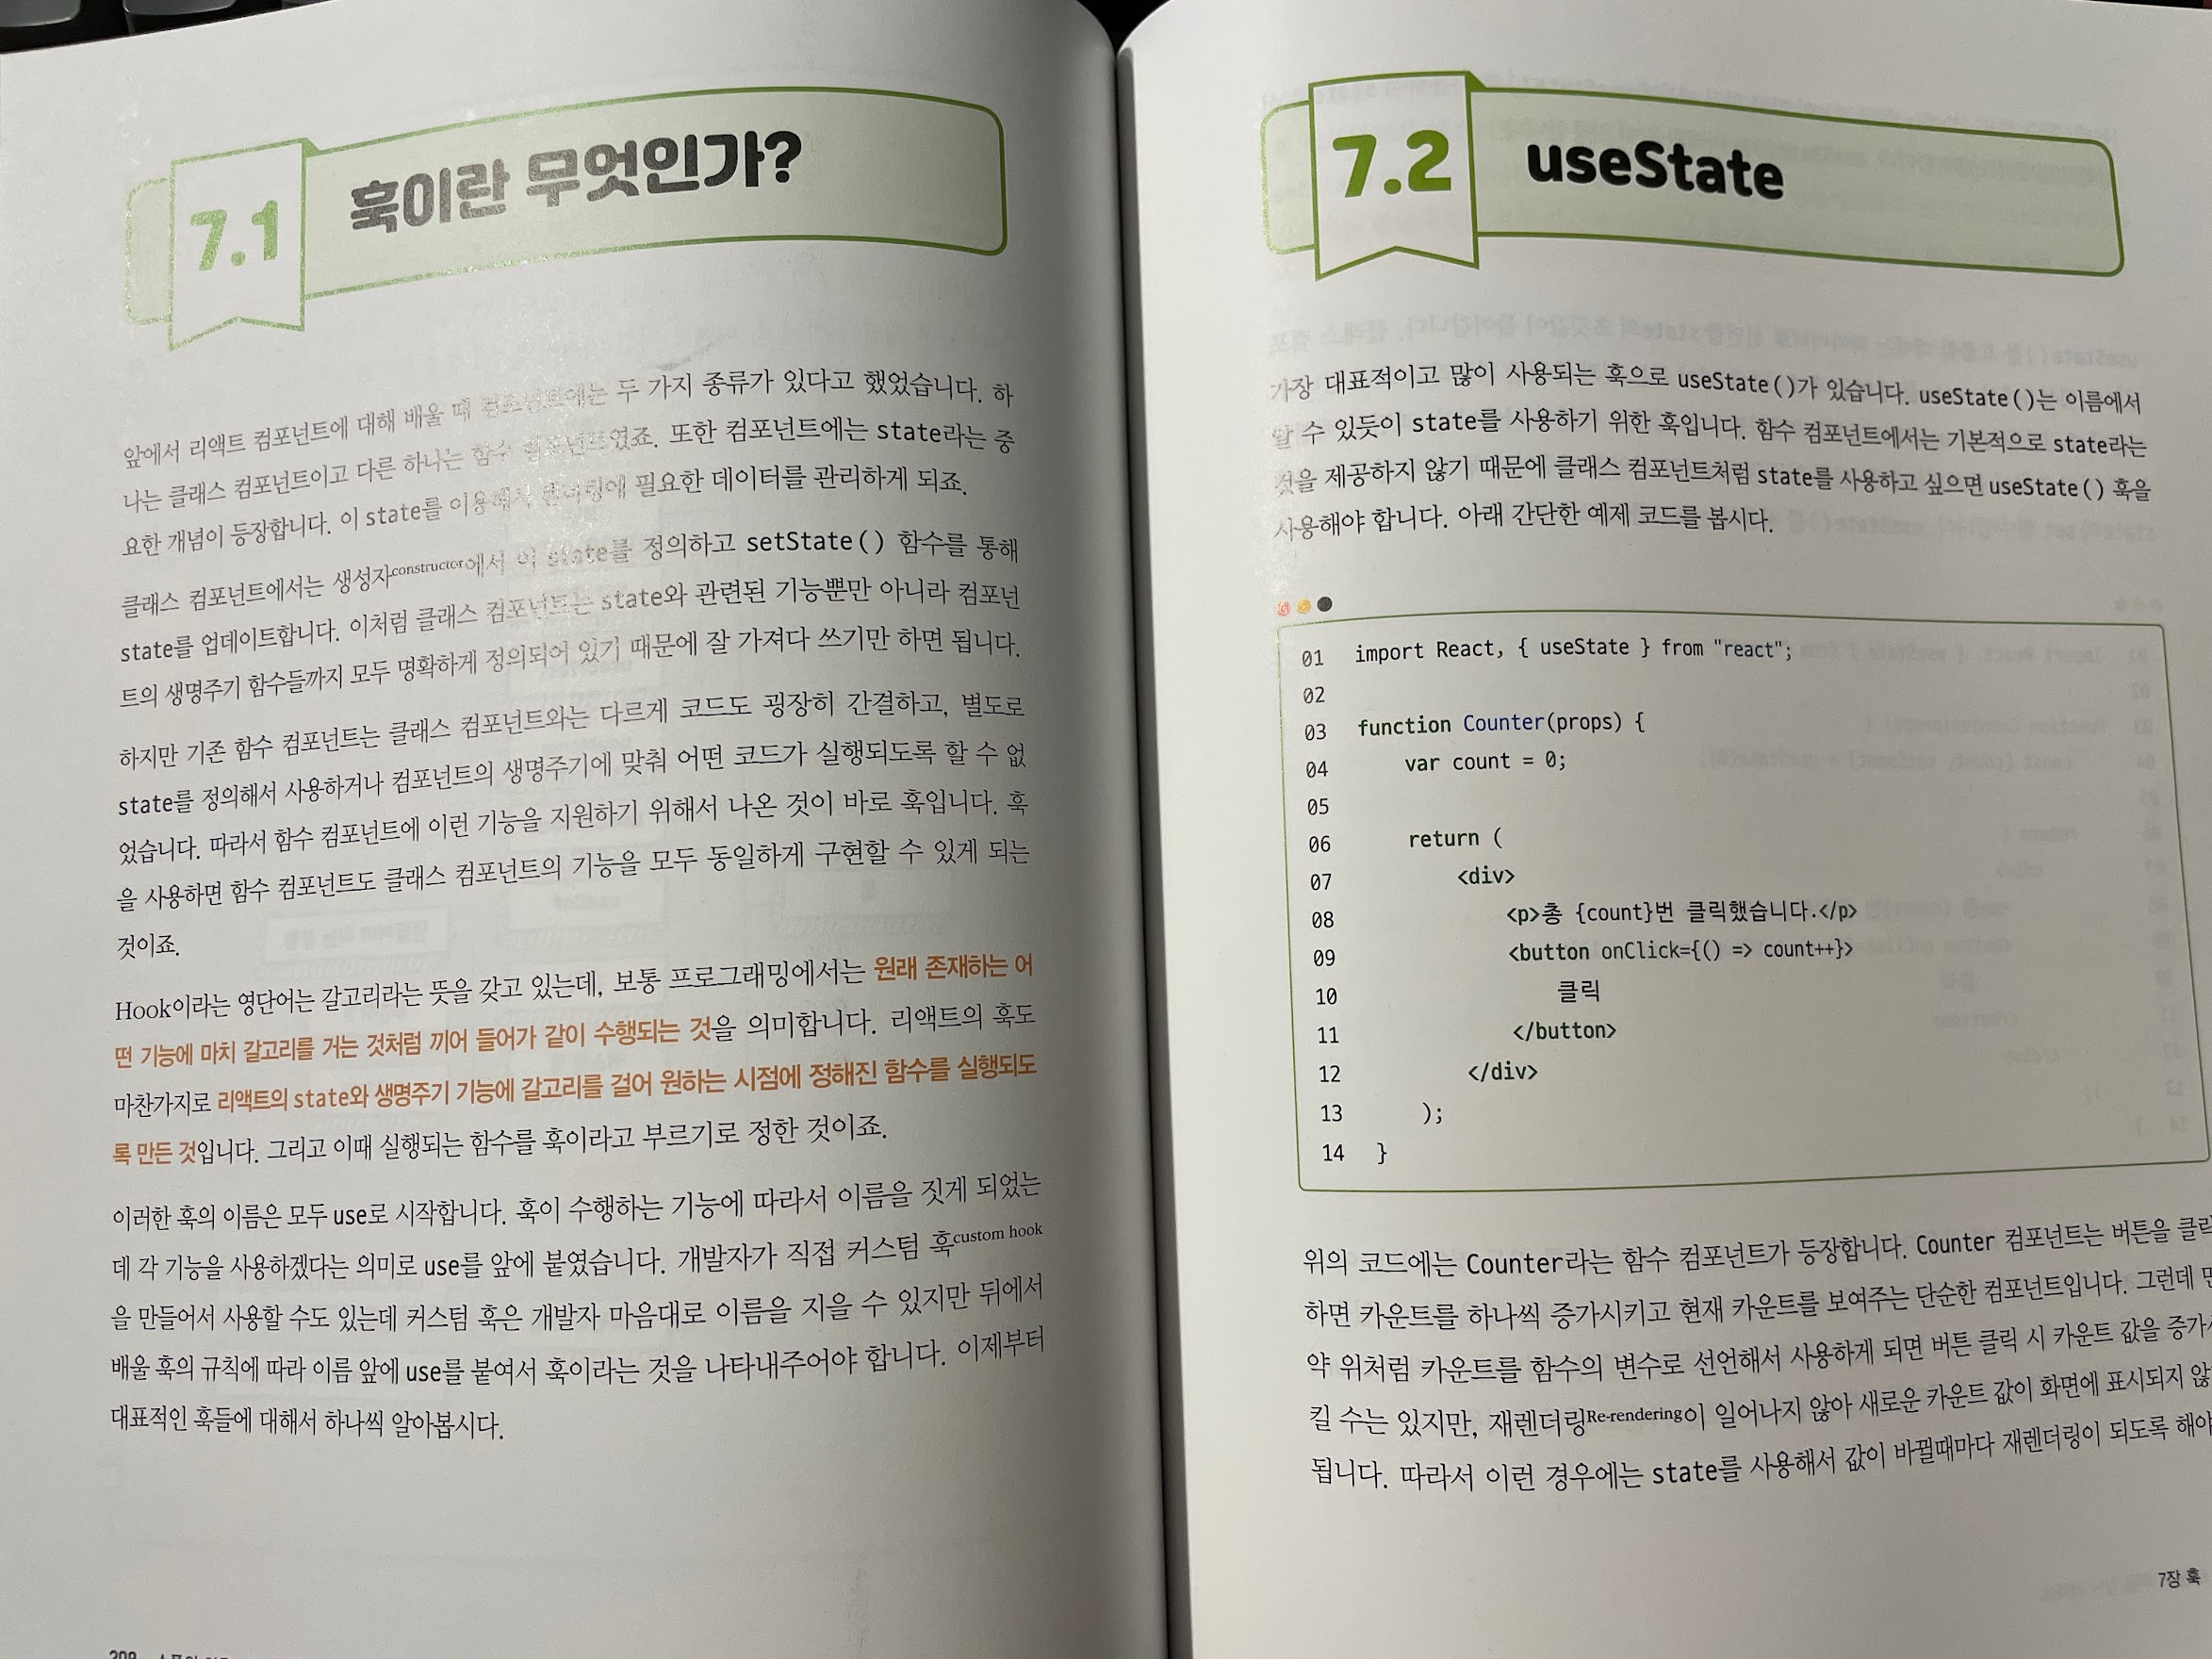 7.1 훅이란 무엇인가?
앞에서 리액트 컴포넌트에 대해 배울 때 컴포넌트에는 두 가지 종류가 있다고 했었습니다. 하
나는 클래스 컴포넌트이고 다른 하나는 함수 컴포넌트였죠. 또한 컴포넌트에는 state라는 중
요한 개념이 등장합니다. 이 state를 이용해서 렌더링에 필요한 데이터를 관리하게 되죠.
클래스 컴포넌트에서는 생성자constructor에서 이 state를 정의하고 setState() 함수를 통해
state를 업데이트합니다. 이처럼 클래스 컴포넌트는 state와 관련된 기능뿐만 아니라 컴포넌
트의 생명주기 함수들까지 모두 명확하게 정의되어 있기 때문에 잘 가져다 쓰기만 하면 됩니다.
하지만 기존 함수 컴포넌트는 클래스 컴포넌트와는 다르게 코드도 굉장히 간결하고, 별도로
state를 정의해서 사용하거나 컴포넌트의 생명주기에 맞춰 어떤 코드가 실행되도록 할 수 없
었습니다. 따라서 함수 컴포넌트에 이런 기능을 지원하기 위해서 나온 것이 바로 훅입니다. 훅
을 사용하면 함수 컴포넌트도 클래스 컴포넌트의 기능을 모두 동일하게 구현할 수 있게 되는
것이죠.
Hook이라는 영단어는 갈고리라는 뜻을 갖고 있는데, 보통 프로그래밍에서는 원래 존재하는 어
떤 기능에 마치 갈고리를 거는 것처럼 끼어 들어가 같이 수행되는 것을 의미합니다. 리액트의 훅도
마찬가지로 리액트의 state와 생명주기 기능에 갈고리를 걸어 원하는 시점에 정해진 함수를 실행되도
록 만든 것입니다. 그리고 이때 실행되는 함수를 훅이라고 부르기로 정한 것이죠.
이러한 훅의 이름은 모두 use로 시작합니다. 훅이 수행하는 기능에 따라서 이름을 짓게 되었는
데 각 기능을 사용하겠다는 의미로 use를 앞에 붙였습니다. 개발자가 직접 커스텀 훅custom hook
을 만들어서 사용할 수도 있는데 커스텀 훅은 개발자 마음대로 이름을 지을 수 있지만 뒤에서
배울 훅의 규칙에 따라 이름 앞에 use를 붙여서 훅이라는 것을 나타내주어야 합니다. 이제부터
대표적인 훅들에 대해서 하나씩 알아봅시다.
7.2 useState
가장 대표적이고 많이 사용되는 훅으로 useState()가 있습니다. useState()는 이름에서
알 수 있듯이 state를 사용하기 위한 훅입니다. 함수 컴포넌트에서는 기본적으로 state라는
것을 제공하지 않기 때문에 클래스 컴포넌트처럼 state를 사용하고 싶으면 useState() 훅을
사용해야 합니다. 아래 간단한 예제 코드를 봅시다.
01 import React, { useState } from "react";
02
03 function Counter(props) {
04 var count = 0;
05
06 return (
07 <div>
08 <p>총 {count}번 클릭했습니다.</p>
09 <button onClick={() => count++}>
10 클릭
11 </button>
12 </div>
13 );
14 }
위의 코드에는 Counter라는 함수 컴포넌트가 등장합니다. Counter 컴포넌트는 버튼을 클릭
하면 카운트를 하나씩 증가시키고 현재 카운트를 보여주는 단순한 컴포넌트입니다. 그런데
약 위처럼 카운트를 함수의 변수로 선언해서 사용하게 되면 버튼 클릭 시 카운트 값을
킬 수는 있지만, 재렌더링Re-rendering이 일어나지 않아 새로운 카운트 값이 화면에 표시되지 않
됩니다. 따라서 이런 경우에는 state를 사용해서 값이 바뀔때마다 재렌더링이 되도록 해야
7장 훅